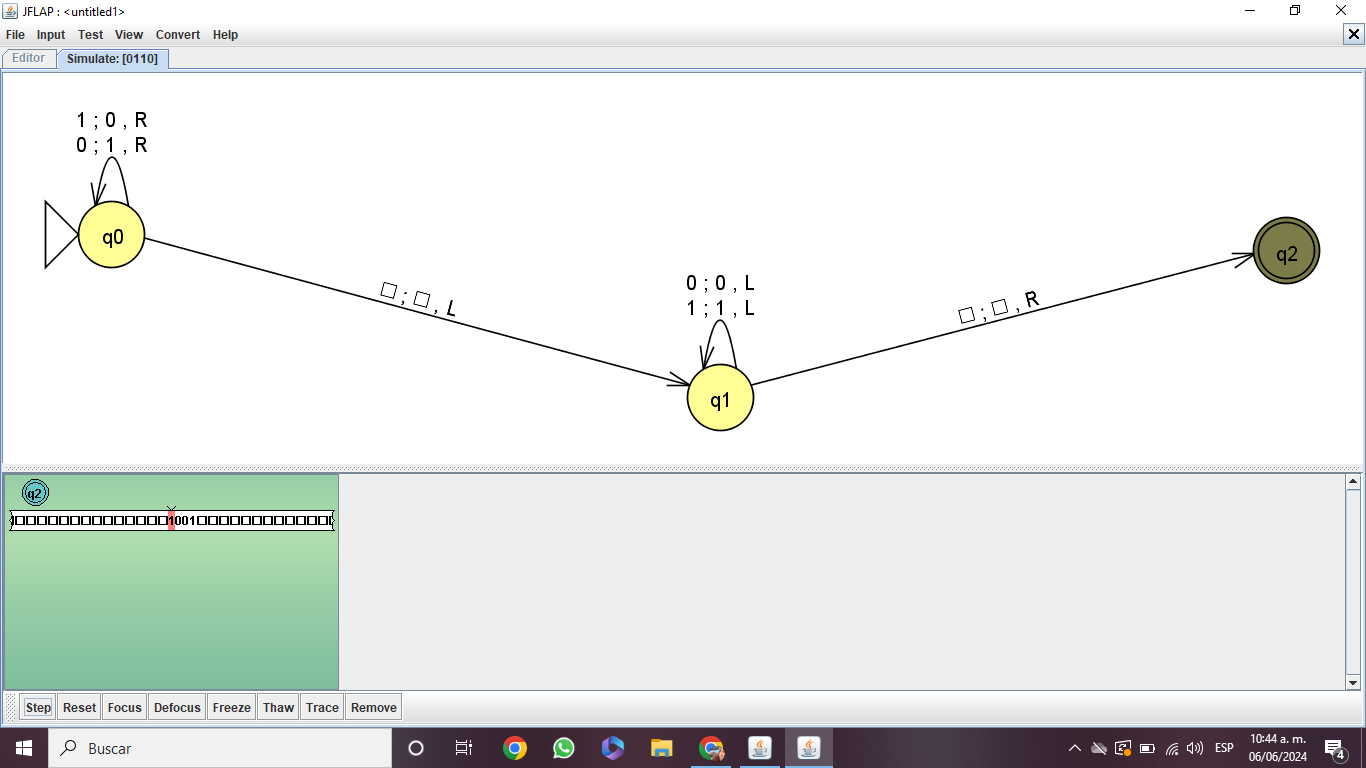 JFLAP : <untitled1>
File Input Test View Convert Help
Editor Simulate: [0110]
1 ; 0 , R
0 ; 1 , R
q0
□ ; □ , L
0 ; 0 , L
1 ; 1 , L
q1
□ ; □ , R
q2
q2
□□□□□□□□□□□□□□1001□□□□□□□□□□□□
Step Reset Focus Defocus Freeze Thaw Trace Remove
Buscar
ESP
10:44 a. m.
06/06/2024
4